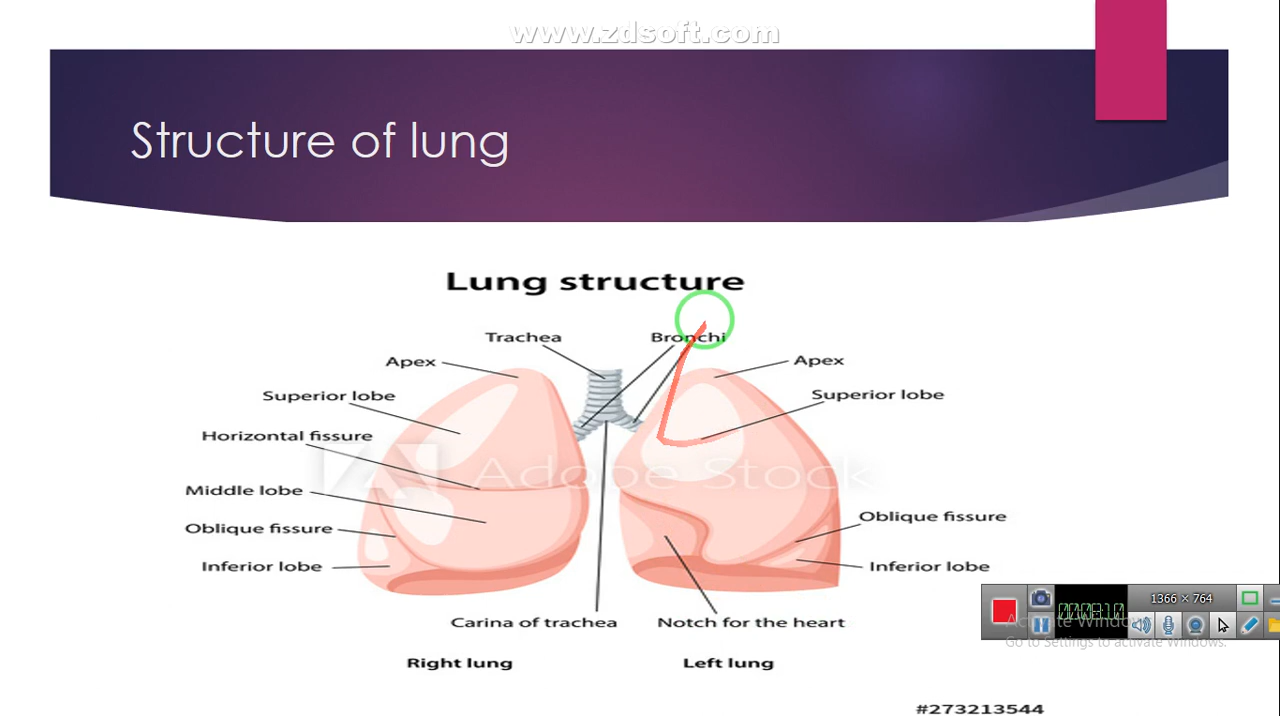 www.zdsoft.com
Structure of lung
Lung structure
Trachea
Bronchi
Apex
Apex
Superior lobe
Superior lobe
Horizontal fissure
Adobe Stock
Middle lobe
Oblique fissure
Oblique fissure
Inferior lobe
Inferior lobe
1366 × 764
Carina of trachea
Notch for the heart
Activate Windows
Go to Settings to activate Windows.
Right lung
Left lung
#273213544